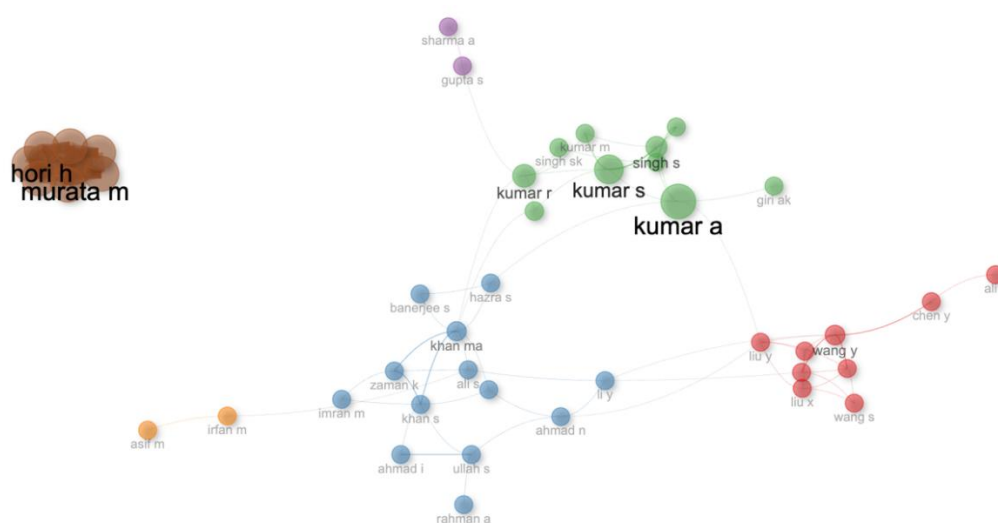 sharma a
gupta s
kumar m
singh sk
singh s
hori h
murata m
kumar r
kumar s
giri ak
kumar a
hazra s
banerjee s
ali
chen y
khan ma
wang y
liu y
zaman k
ali s
li y
liu x
wang s
imran m
khan s
irfan m
ahmad n
asif m
ahmad i
ullah s
rahman a